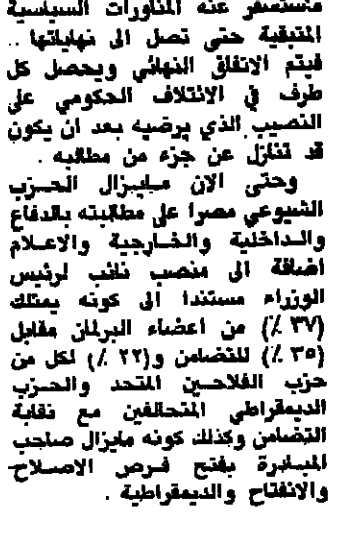 ماستسفر عنه المناورات السياسية
المتبقية حتى تصل الى نهاياتها ..
فيتم الاتفاق النهائي ويحصل كل
طرف في الائتلاف الحكومي على
النصيب الذي يرضيه بعد ان يكون
قد تنازل عن جزء من مطالبه .
وحتى الان مايزال الحزب
الشيوعي مصرا على مطالبته بالدفاع
والداخلية والخارجية والاعلام
اضافة الى منصب نائب لرئيس
الوزراء مستندا الى كونه يمتلك
(٣٧ ٪) من اعضاء البرلمان مقابل
(٣٥ ٪) للتضامن و(٢٢ ٪) لكل من
حزب الفلاحين المتحد والحزب
الديمقراطي المتحالفين مع نقابة
التضامن وكذلك كونه مايزال صاحب
المبادرة بفتح فرص الاصلاح
والانفتاح والديمقراطية .